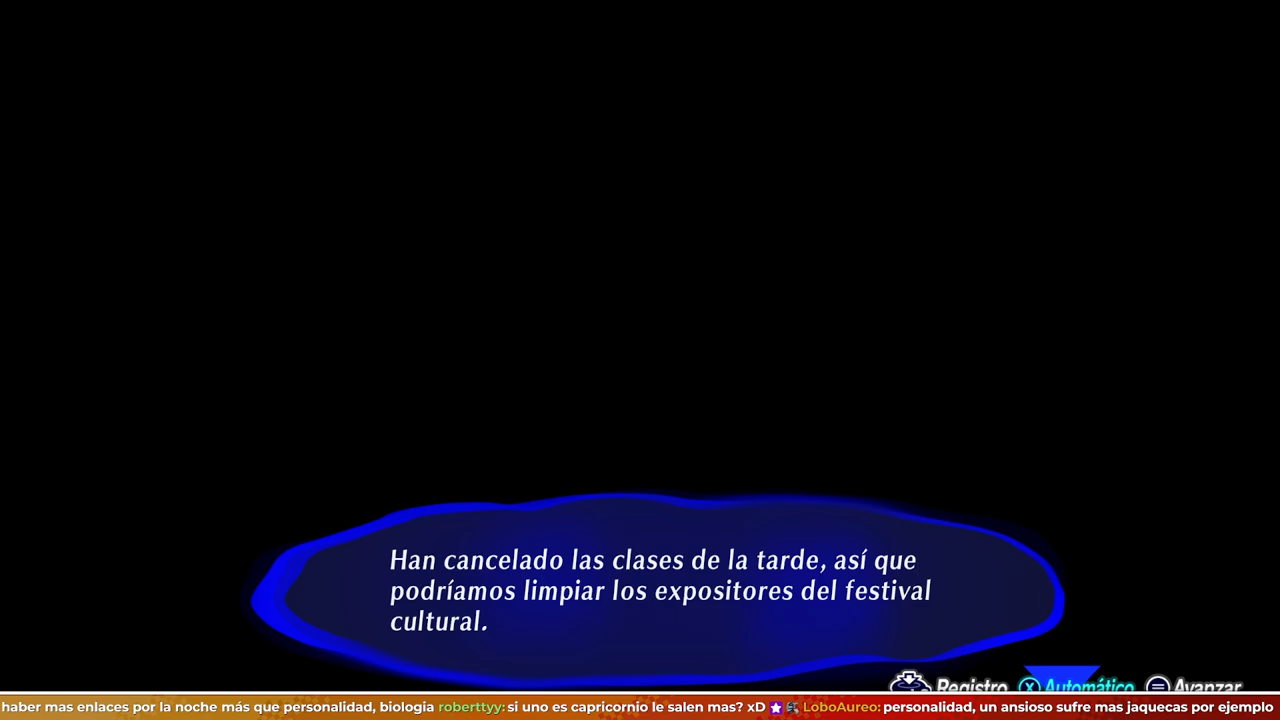 Han cancelado las clases de la tarde, así que
podríamos limpiar los expositores del festival
cultural.
Registro X Automático Avanzar
haber mas enlaces por la noche más que personalidad, biologia roberttyy: si uno es capricornio le salen mas? xD LoboAureo: personalidad, un ansioso sufre mas jaquecas por ejemplo